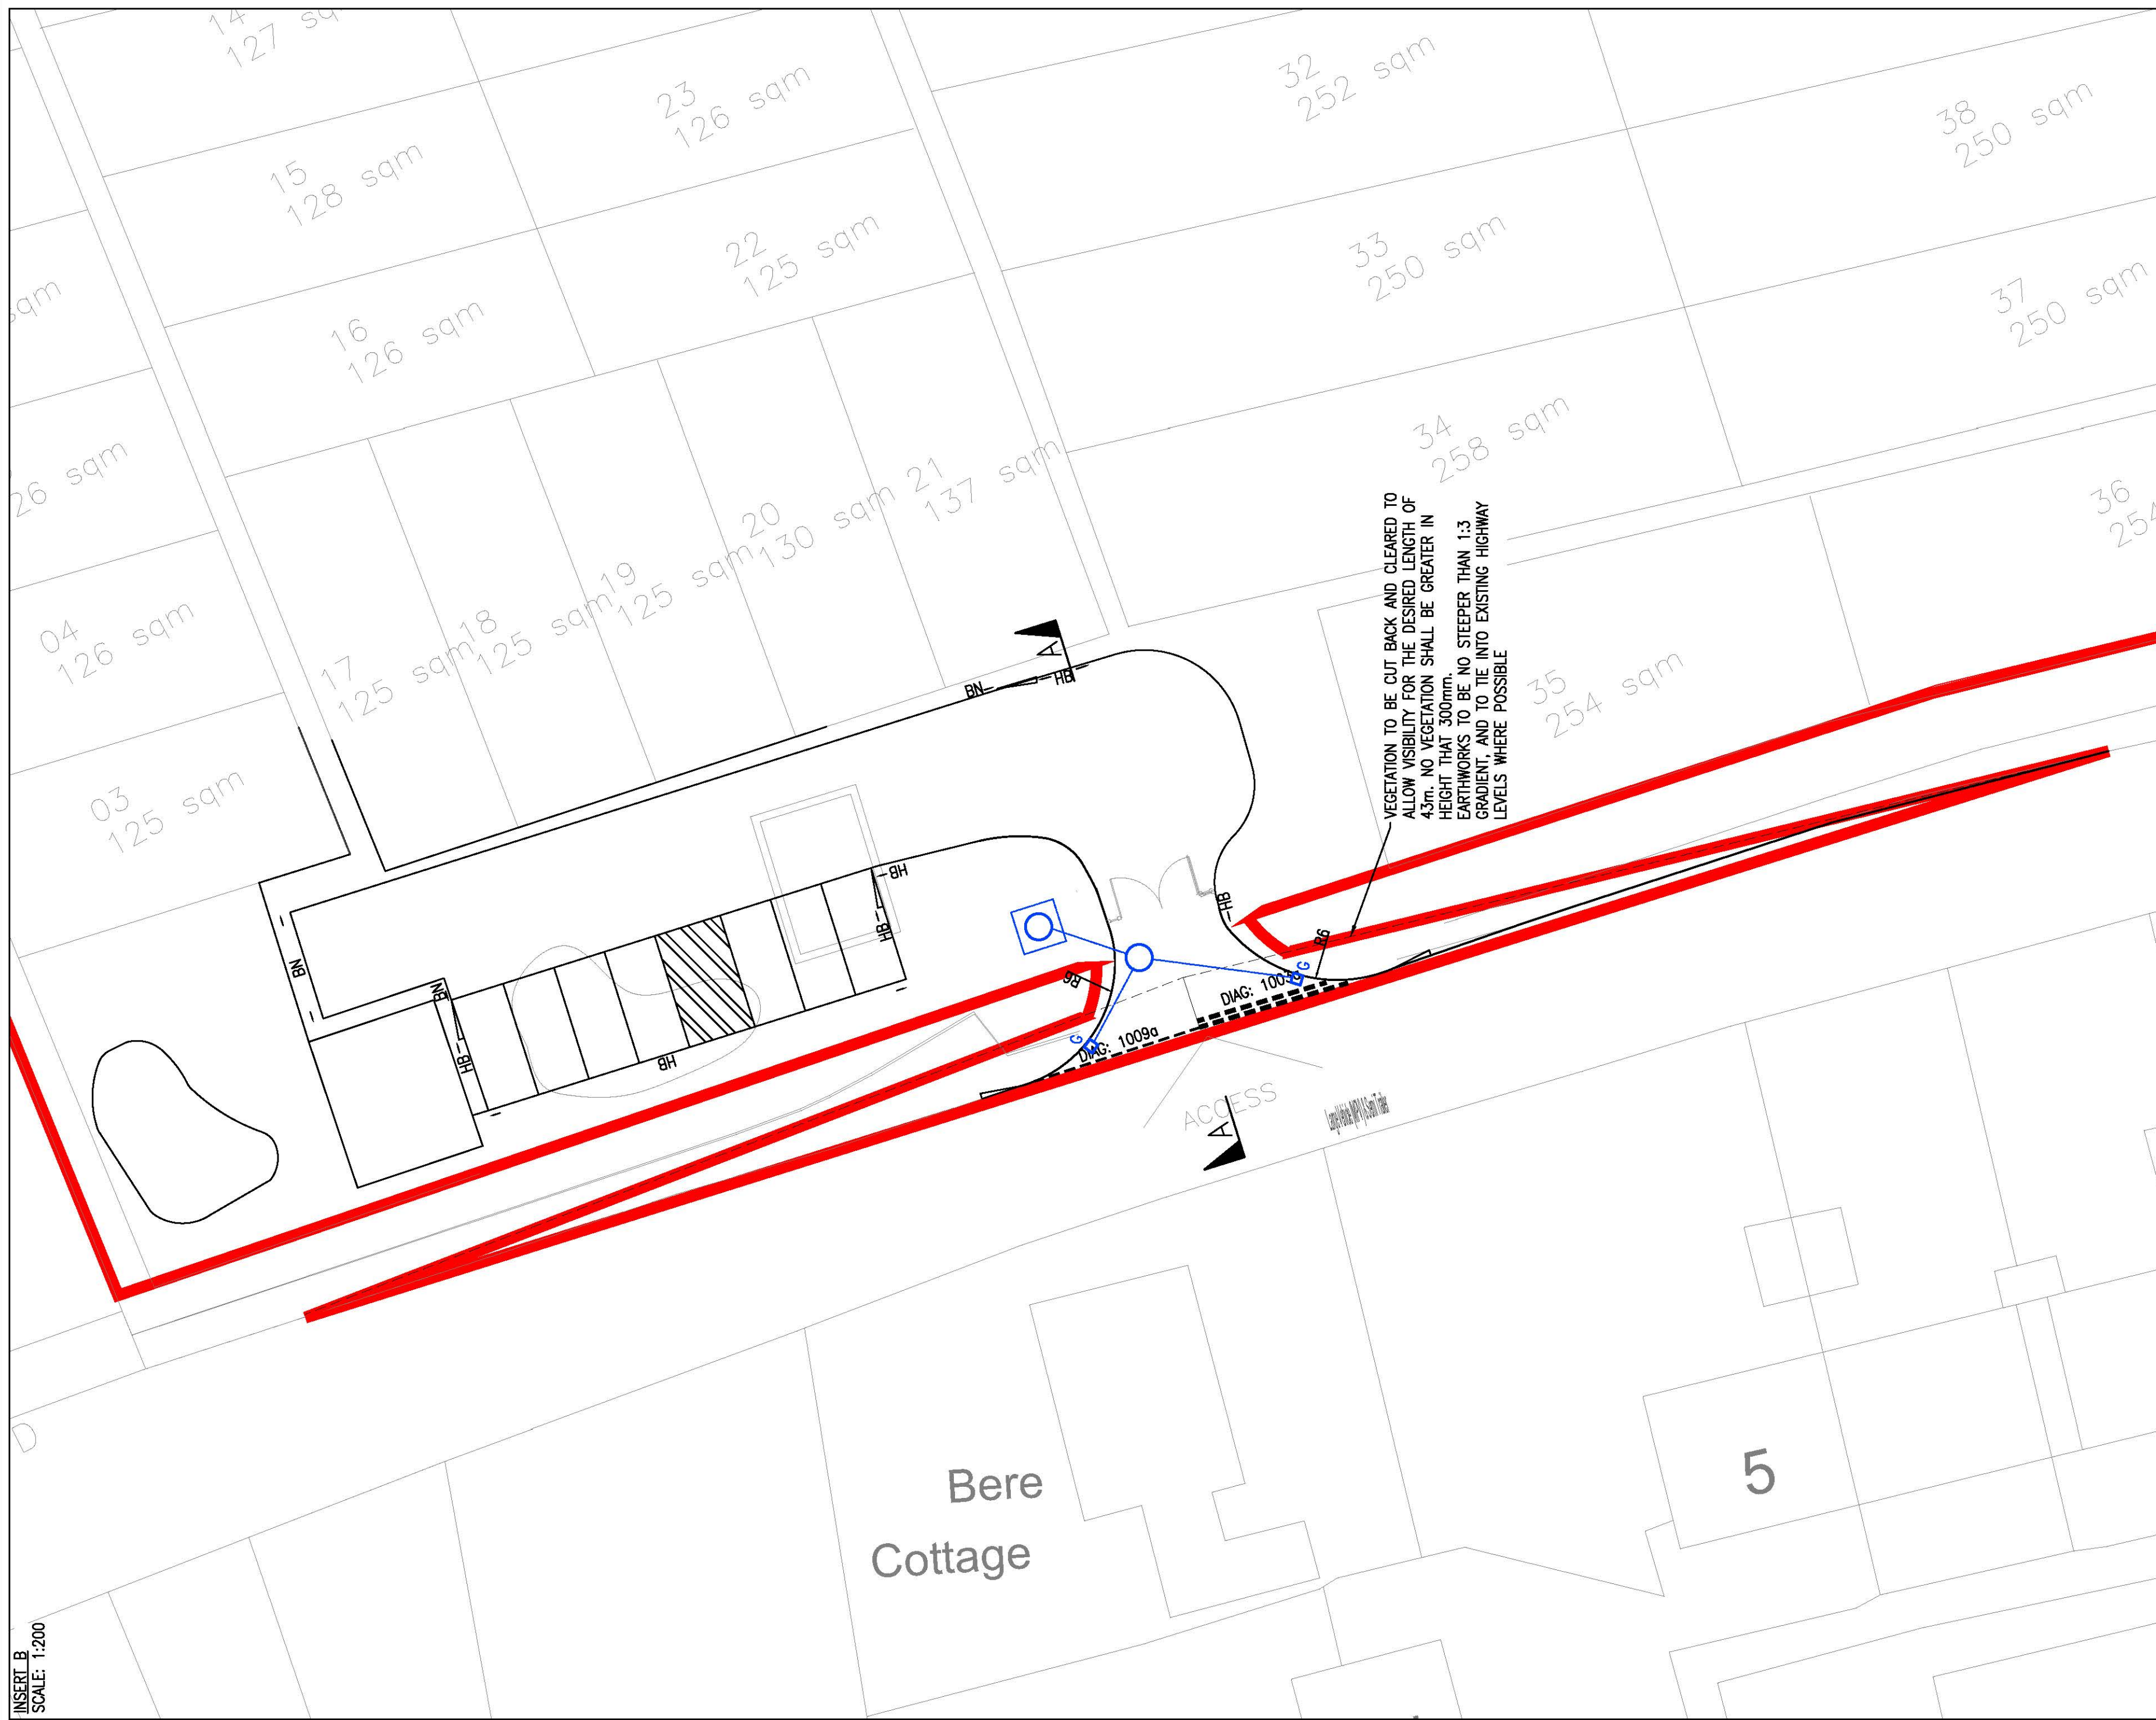 14
23
126 sqm
32
252 sqm
38
250 sqm
15
128 sqm
22
125 sqm
33
250 sqm
37
250 sqm
16
126 sqm
34
258 sqm
36
26 sqm
21
137 sqm
20
130 sqm
19
125 sqm
18
125 sqm
17
125 sqm
04
126 sqm
03
125 sqm
35
254 sqm
VEGETATION TO BE CUT BACK AND CLEARED TO
ALLOW VISIBILITY FOR THE DESIRED LENGTH OF
43m. NO VEGETATION SHALL BE GREATER IN
HEIGHT THAT 300mm.
EARTHWORKS TO BE NO STEEPER THAN 1:3
GRADIENT, AND TO TIE INTO EXISTING HIGHWAY
LEVELS WHERE POSSIBLE
A
BN
HB
HB
HB
HB
BN
BN
HB
HB
R6
R6
G
G
DIAG: 1009a
ACCESS
A
Bere
Cottage
5
INSERT B
SCALE: 1:200